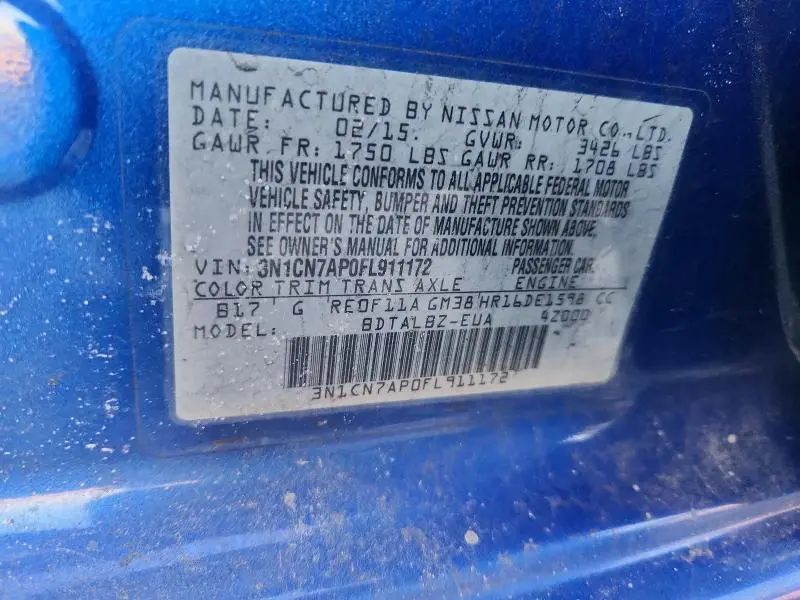 MANUFACTURED BY NISSAN MOTOR CO., LTD.
DATE: 02/15. GVWR: 3426 LBS
GAWR FR: 1750 LBS GAWR RR: 1708 LBS
THIS VEHICLE CONFORMS TO ALL APPLICABLE FEDERAL MOTOR
VEHICLE SAFETY, BUMPER AND THEFT PREVENTION STANDARDS
IN EFFECT ON THE DATE OF MANUFACTURE SHOWN ABOVE.
SEE OWNER'S MANUAL FOR ADDITIONAL INFORMATION.
VIN: 3N1CN7AP0FL911172 PASSENGER CAR
COLOR TRIM TRANS AXLE ENGINE
B17 G RE0F11A GM38 HR16DE1598 CC
MODEL: BDTALBZ-EUA 42000
3N1CN7AP0FL911172